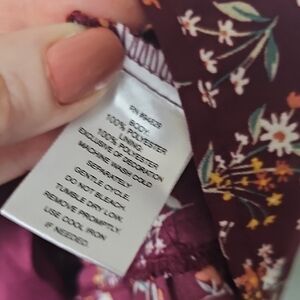 RN #94829
BODY:
100% POLYESTER
LINING:
100% POLYESTER
EXCLUSIVE OF DECORATION
MACHINE WASH COLD
SEPARATELY.
GENTLE CYCLE.
DO NOT BLEACH.
TUMBLE DRY LOW.
REMOVE PROMPTLY.
USE COOL IRON
IF NEEDED.